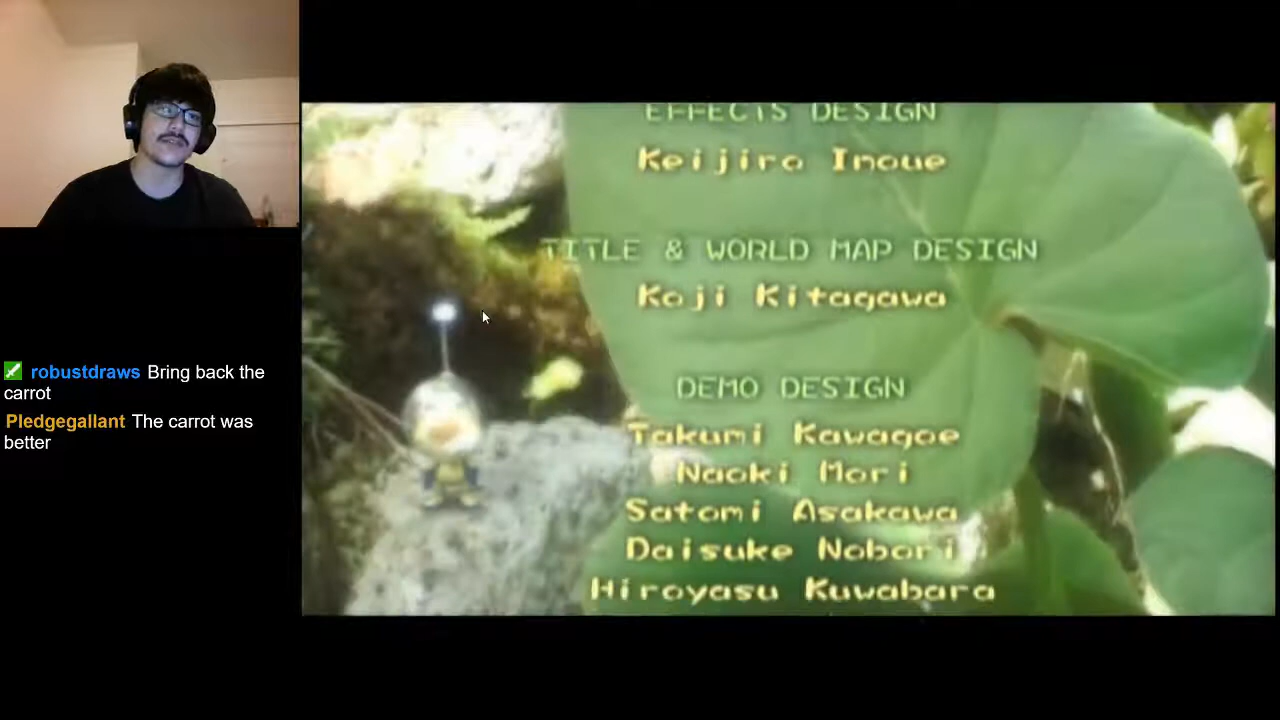 robustdraws Bring back the
carrot
Pledgegallant The carrot was
better
EFFECTS DESIGN
Keijiro Inoue
TITLE & WORLD MAP DESIGN
Koji Kitagawa
DEMO DESIGN
Takumi Kawagoe
Naoki Mori
Satomi Asakawa
Daisuke Nobori
Hiroyasu Kuwabara